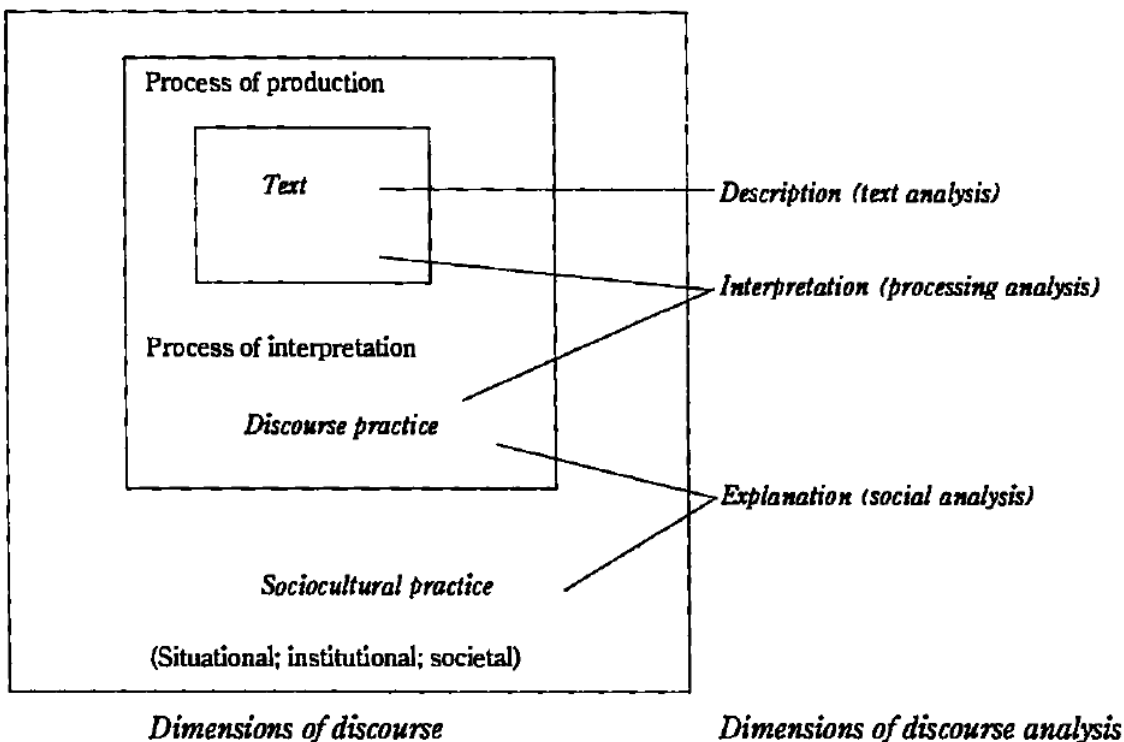 Process of production
Text
Description (text analysis)
Interpretation (processing analysis)
Process of interpretation
Discourse practice
Explanation (social analysis)
Sociocultural practice
(Situational; institutional; societal)
Dimensions of discourse
Dimensions of discourse analysis